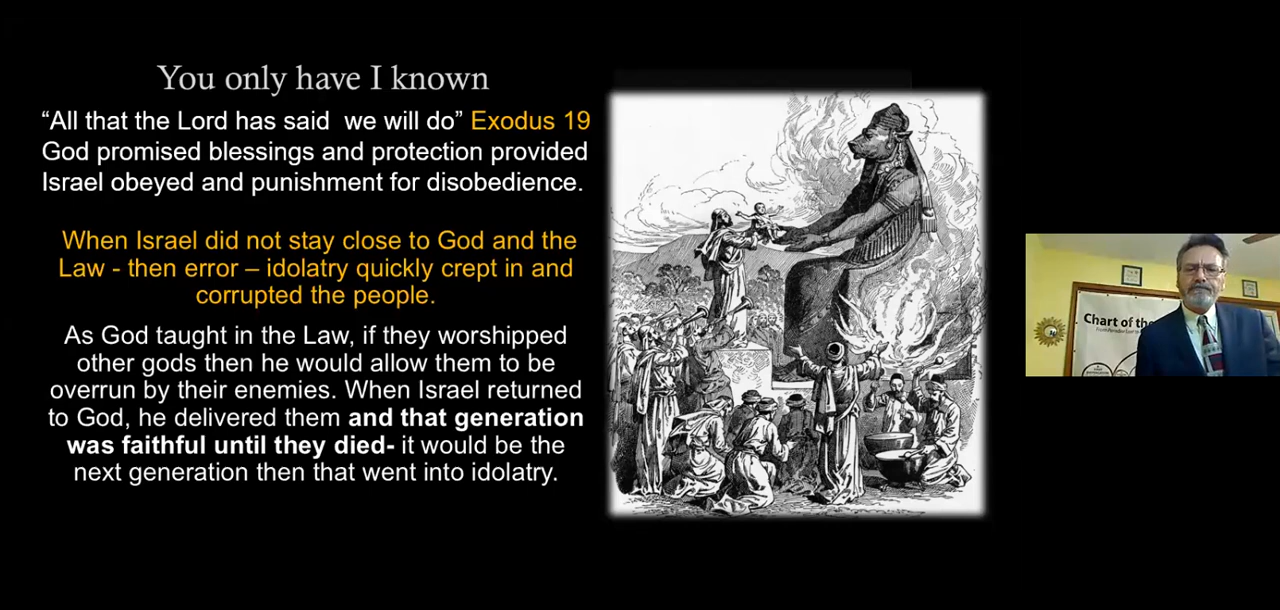 You only have I known
“All that the Lord has said  we will do” Exodus 19
God promised blessings and protection provided
Israel obeyed and punishment for disobedience.
When Israel did not stay close to God and the
Law - then error – idolatry quickly crept in and
corrupted the people.
As God taught in the Law, if they worshipped
other gods then he would allow them to be
overrun by their enemies. When Israel returned
to God, he delivered them and that generation
was faithful until they died- it would be the
next generation then that went into idolatry.
Chart of the